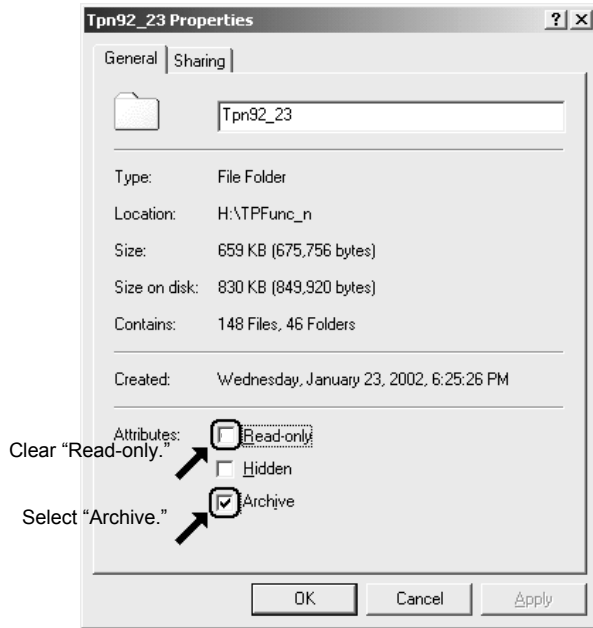 Tpn92_23 Properties
? ×
General Sharing
Tpn92_23
Type: File Folder
Location: H:\TPFunc_n
Size: 659 KB (675,756 bytes)
Size on disk: 830 KB (849,920 bytes)
Contains: 148 Files, 46 Folders
Created: Wednesday, January 23, 2002, 6:25:26 PM
Attributes: Read-only
Clear “Read-only.”
Hidden
Archive
Select “Archive.”
OK Cancel Apply